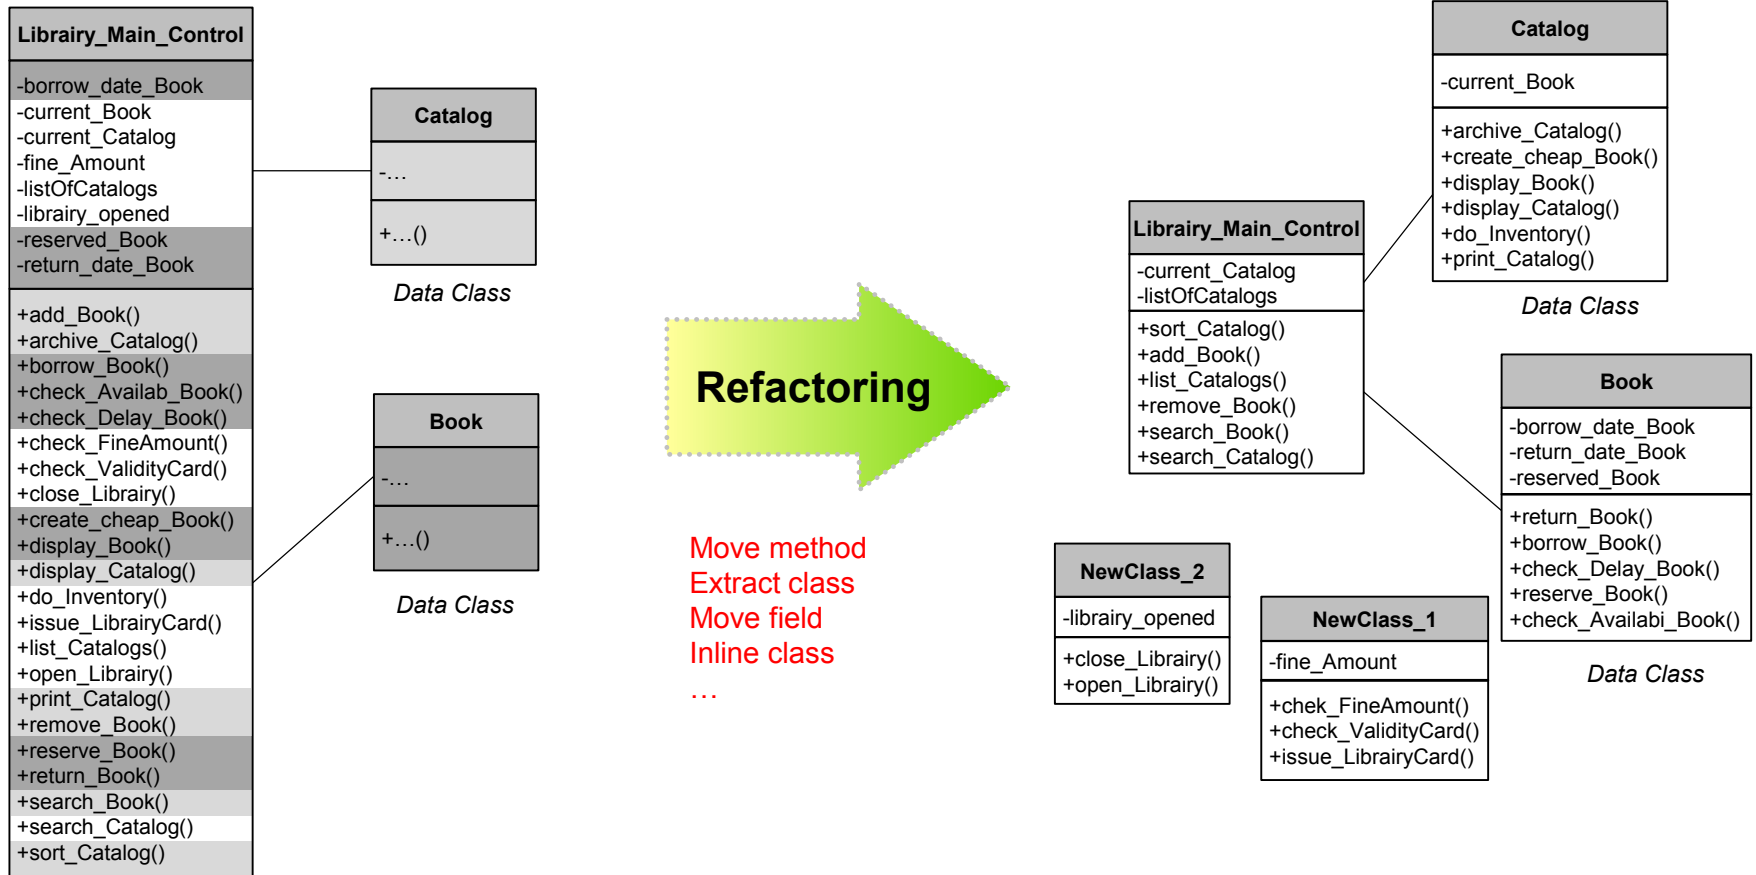 Librairy_Main_Control
-borrow_date_Book
-current_Book
-current_Catalog
-fine_Amount
-listOfCatalogs
-librairy_opened
-reserved_Book
-return_date_Book
+add_Book()
+archive_Catalog()
+borrow_Book()
+check_Availab_Book()
+check_Delay_Book()
+check_FineAmount()
+check_ValidityCard()
+close_Librairy()
+create_cheap_Book()
+display_Book()
+display_Catalog()
+do_Inventory()
+issue_LibrairyCard()
+list_Catalogs()
+open_Librairy()
+print_Catalog()
+remove_Book()
+reserve_Book()
+return_Book()
+search_Book()
+search_Catalog()
+sort_Catalog()
Catalog
-...
+...()
Data Class
Book
-...
+...()
Data Class
Refactoring
Move method
Extract class
Move field
Inline class
...
Librairy_Main_Control
-current_Catalog
-listOfCatalogs
+sort_Catalog()
+add_Book()
+list_Catalogs()
+remove_Book()
+search_Book()
+search_Catalog()
Catalog
-current_Book
+archive_Catalog()
+create_cheap_Book()
+display_Book()
+display_Catalog()
+do_Inventory()
+print_Catalog()
Data Class
Book
-borrow_date_Book
-return_date_Book
-reserved_Book
+return_Book()
+borrow_Book()
+check_Delay_Book()
+reserve_Book()
+check_Availabi_Book()
Data Class
NewClass_2
-librairy_opened
+close_Librairy()
+open_Librairy()
NewClass_1
-fine_Amount
+chek_FineAmount()
+check_ValidityCard()
+issue_LibrairyCard()